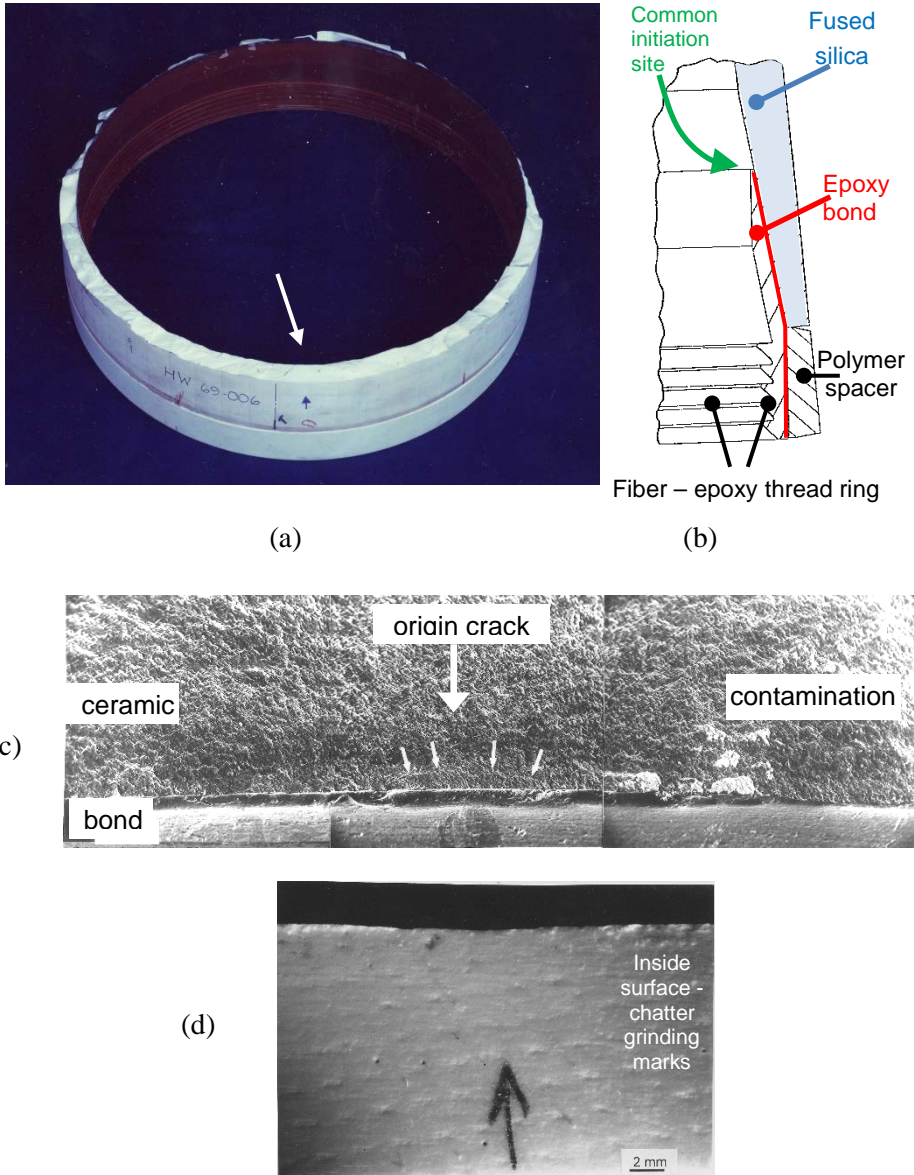 Common
initiation
site
Fused
silica
Epoxy
bond
Polymer
spacer
Fiber – epoxy thread ring
HW 69-006
(a)
(b)
origin crack
ceramic
contamination
bond
c)
Inside
surface -
chatter
grinding
marks
2 mm
(d)